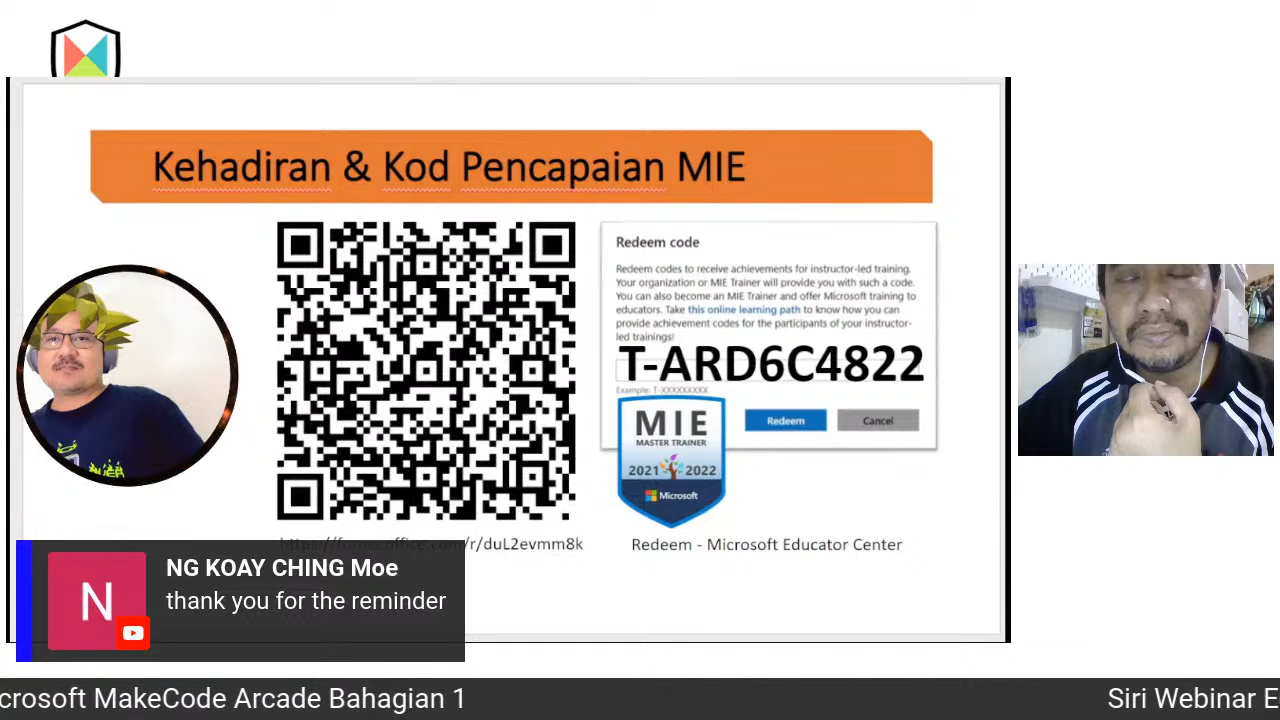 Kehadiran & Kod Pencapaian MIE
Redeem code
Redeem codes to receive achievements for instructor-led training.
Your organization or MIE Trainer will provide you with such a code.
You can also become an MIE Trainer and offer Microsoft training to
educators. Take this online learning path to know how you can
provide achievement codes for the participants of your instructor-
led trainings!
T-ARD6C4822
Example: T-XXXXXXXXX
MIE
MASTER TRAINER
2021 2022
Microsoft
Redeem
Cancel
https://forms.office.com/r/duL2evmm8k
Redeem - Microsoft Educator Center
N
NG KOAY CHING Moe
thank you for the reminder
crosoft MakeCode Arcade Bahagian 1
Siri Webinar E